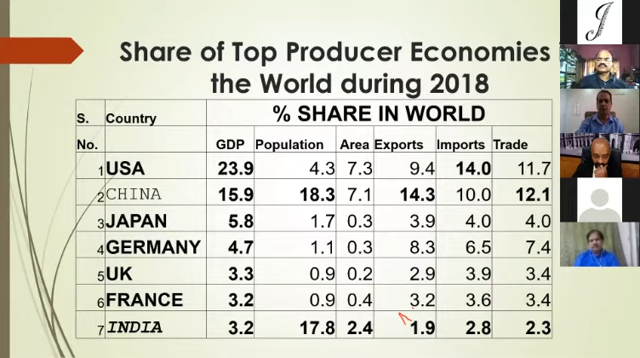 Share of Top Producer Economies
the World during 2018
S. Country % SHARE IN WORLD
No. GDP Population Area Exports Imports Trade
1 USA 23.9 4.3 7.3 9.4 14.0 11.7
2 CHINA 15.9 18.3 7.1 14.3 10.0 12.1
3 JAPAN 5.8 1.7 0.3 3.9 4.0 4.0
4 GERMANY 4.7 1.1 0.3 8.3 6.5 7.4
5 UK 3.3 0.9 0.2 2.9 3.9 3.4
6 FRANCE 3.2 0.9 0.4 3.2 3.6 3.4
7 INDIA 3.2 17.8 2.4 1.9 2.8 2.3